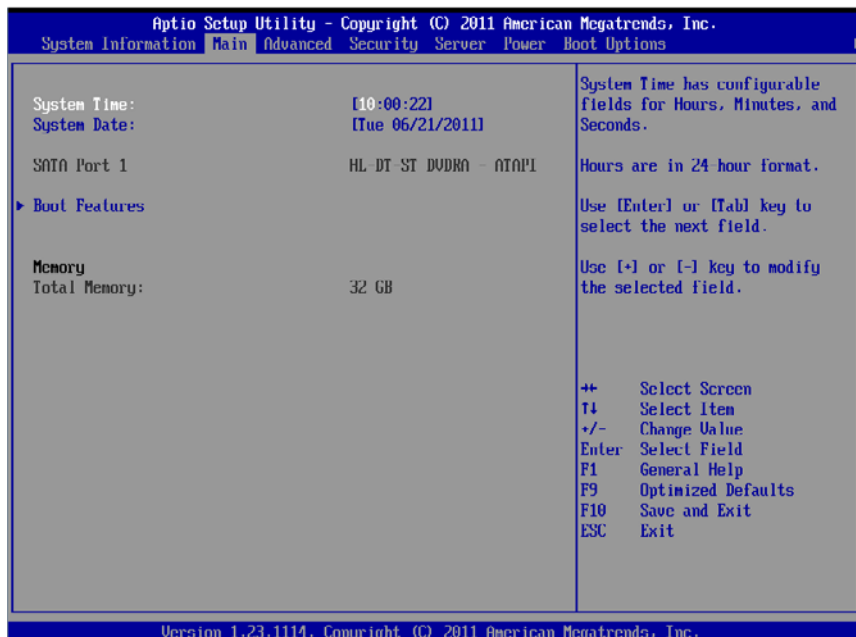 Aptio Setup Utility - Copyright (C) 2011 American Megatrends, Inc.
System Information Main Advanced Security Server Power Boot Options
System Time: [10:00:22]
System Date: [Tue 06/21/2011]
SATA Port 1 HL-DT-ST DVDRA - ATAPI
▶ Boot Features
Memory
Total Memory: 32 GB
System Time has configurable
fields for Hours, Minutes, and
Seconds.
Hours are in 24-hour format.
Use [Enter] or [Tab] key to
select the next field.
Use [+] or [-] key to modify
the selected field.
→← Select Screen
↑↓ Select Item
+/- Change Value
Enter Select Field
F1 General Help
F9 Optimized Defaults
F10 Save and Exit
ESC Exit
Version 1.23.1114. Copyright (C) 2011 American Megatrends, Inc.